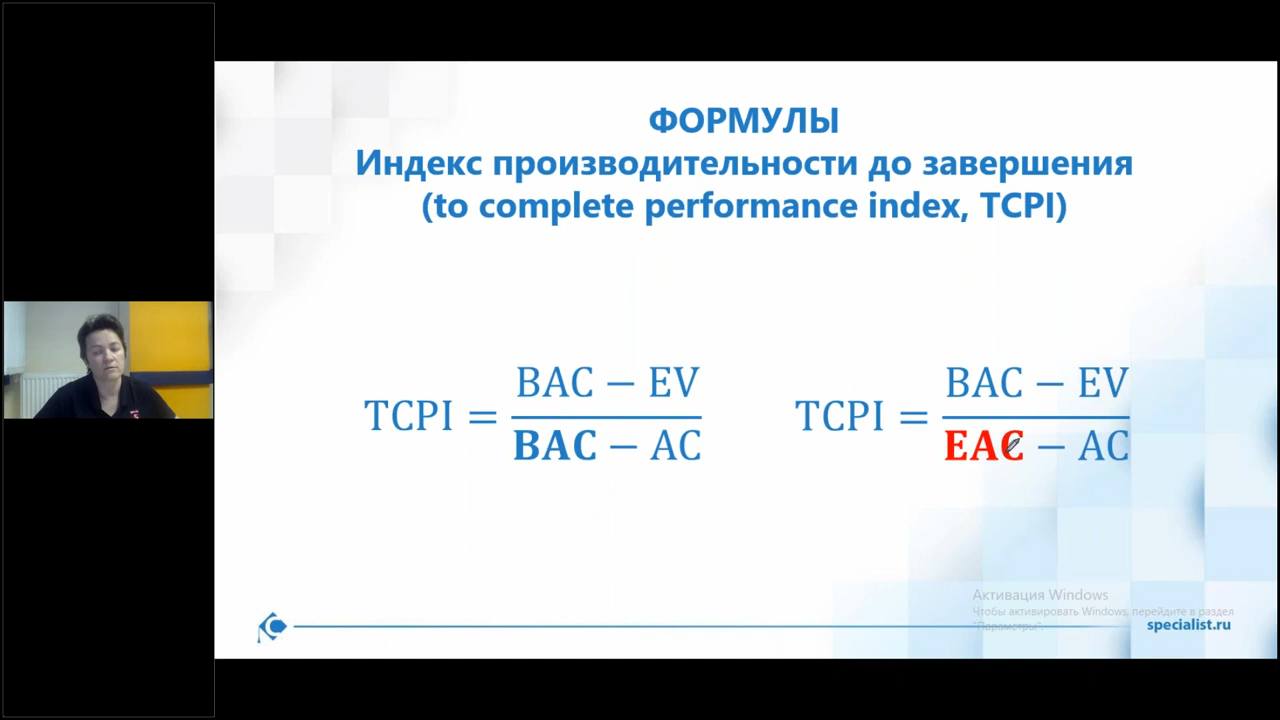 ФОРМУЛЫ
Индекс производительности до завершения
(to complete performance index, TCPI)
TCPI = BAC − EV / BAC − AC
TCPI = BAC − EV / EAC − AC
Активация Windows
Чтобы активировать Windows, перейдите в раздел
"Параметры".
specialist.ru